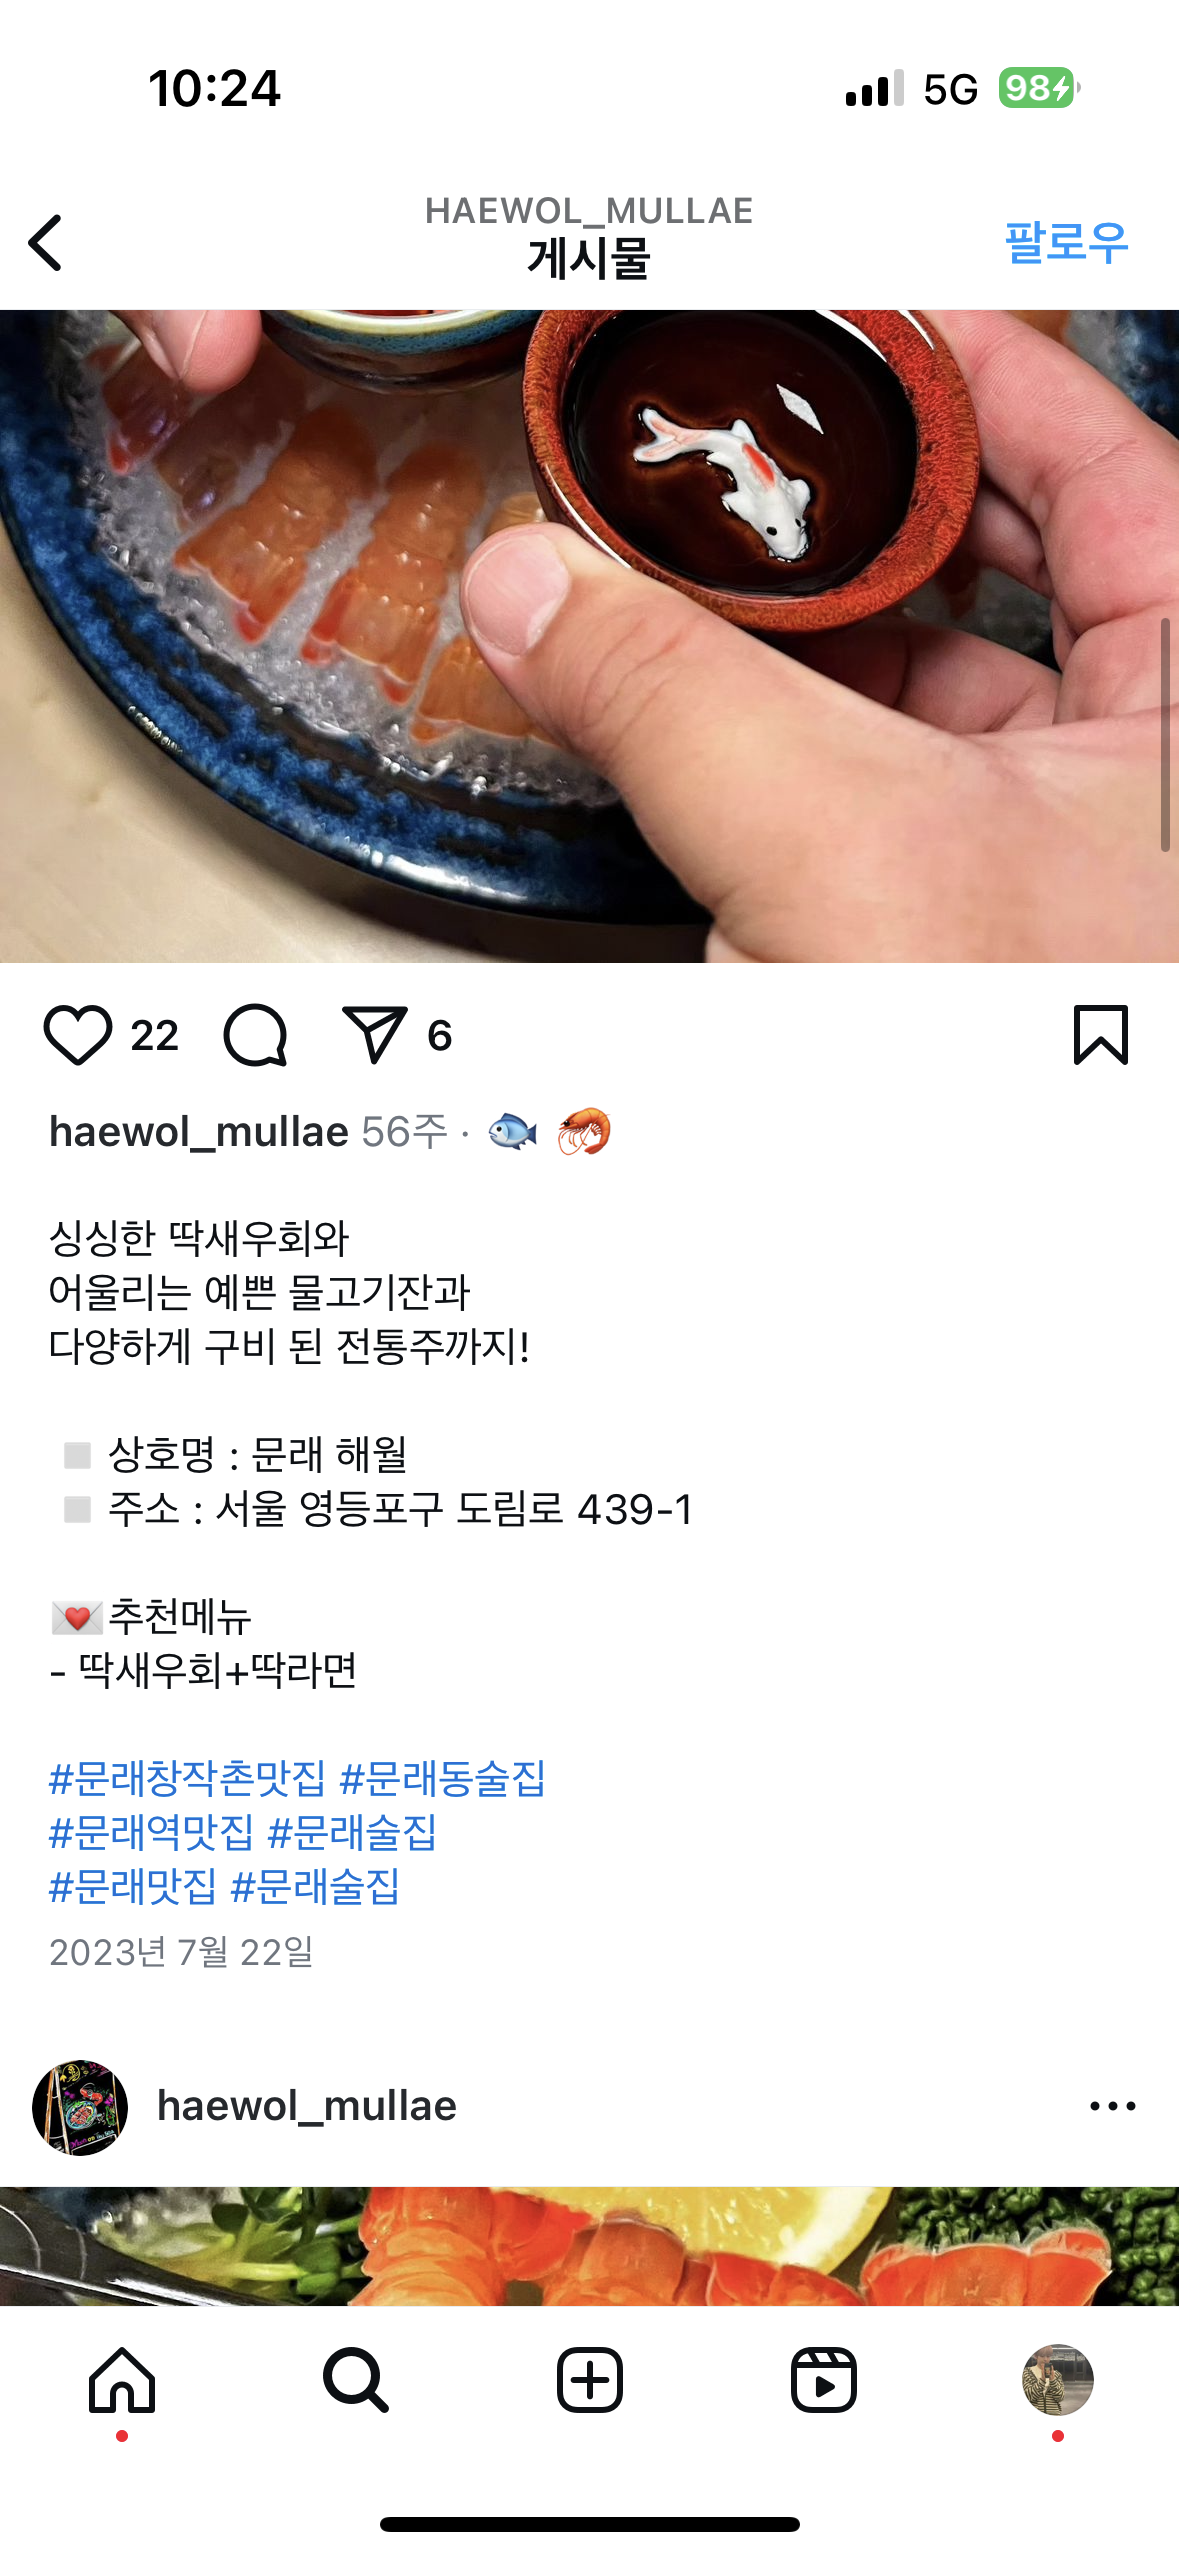 10:24
5G 98
HAEWOL_MULLAE
게시물
팔로우
22
6
haewol_mullae 56주 · 🐟 🦐
싱싱한 딱새우회와
어울리는 예쁜 물고기잔과
다양하게 구비 된 전통주까지!
◽ 상호명 : 문래 해월
◽ 주소 : 서울 영등포구 도림로 439-1
💌추천메뉴
- 딱새우회+딱라면
#문래창작촌맛집 #문래동술집
#문래역맛집 #문래술집
#문래맛집 #문래술집
2023년 7월 22일
haewol_mullae